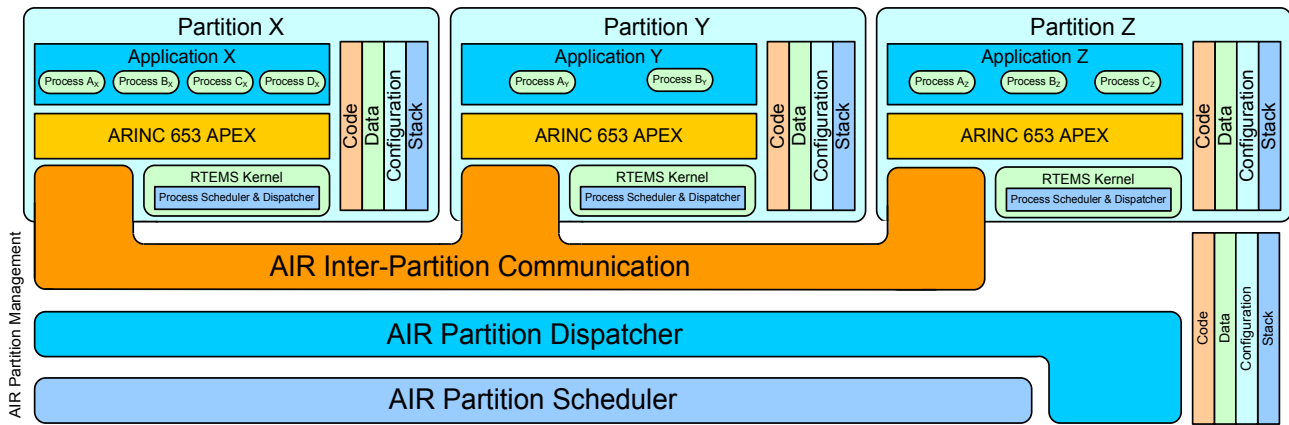 Partition X
Application X
Process AX
Process BX
Process CX
Process DX
ARINC 653 APEX
RTEMS Kernel
Process Scheduler & Dispatcher
Code
Data
Configuration
Stack
Partition Y
Application Y
Process AY
Process BY
ARINC 653 APEX
RTEMS Kernel
Process Scheduler & Dispatcher
Code
Data
Configuration
Stack
Partition Z
Application Z
Process AZ
Process BZ
Process CZ
ARINC 653 APEX
RTEMS Kernel
Process Scheduler & Dispatcher
Code
Data
Configuration
Stack
AIR Partition Management
AIR Inter-Partition Communication
AIR Partition Dispatcher
AIR Partition Scheduler
Code
Data
Configuration
Stack